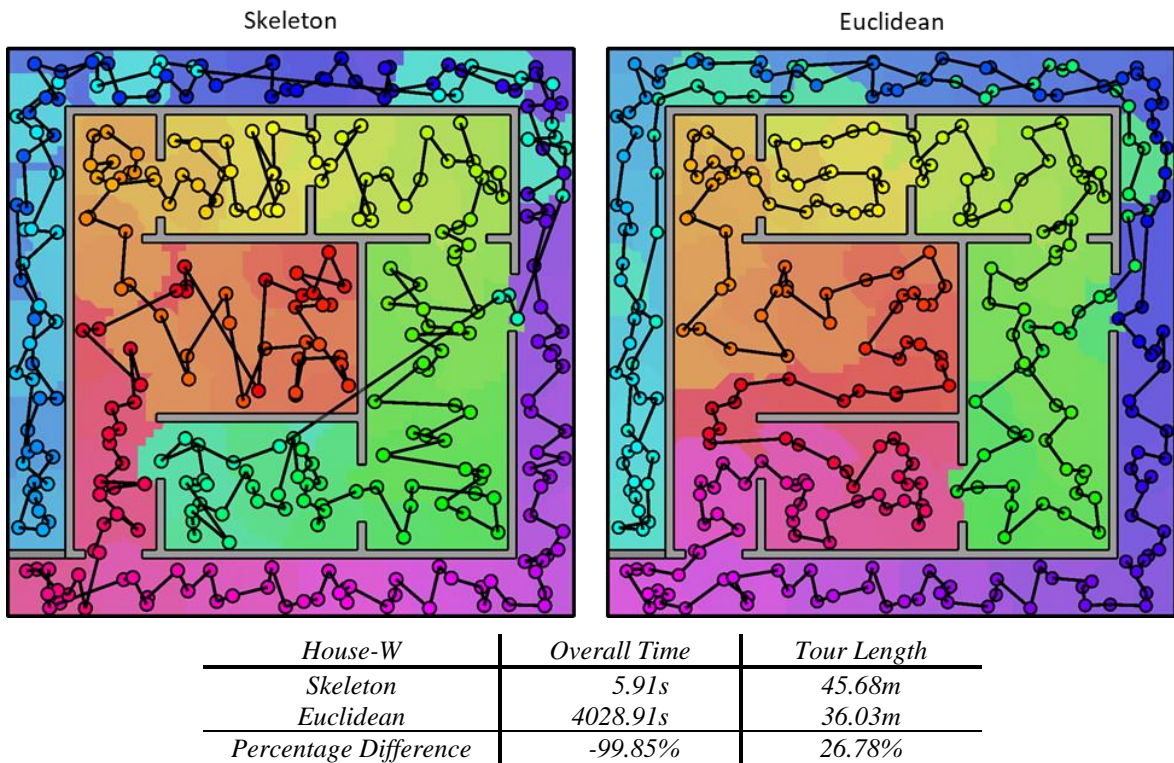 Skeleton Euclidean
House-W Overall Time Tour Length
Skeleton 5.91s 45.68m
Euclidean 4028.91s 36.03m
Percentage Difference -99.85% 26.78%